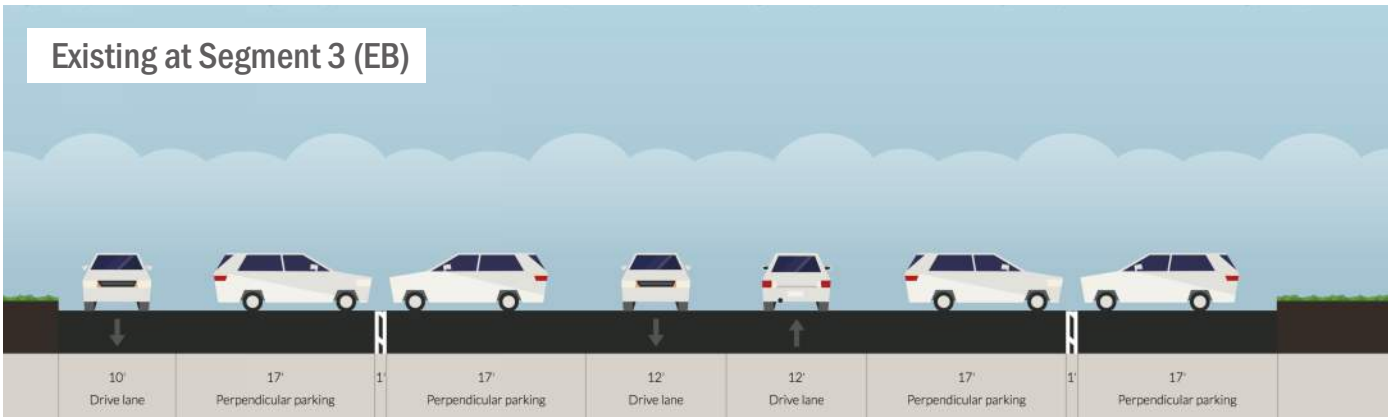 Existing at Segment 3 (EB)
10' 17' 1' 17' 12' 12' 17' 1' 17'
Drive lane Perpendicular parking Perpendicular parking Drive lane Drive lane Perpendicular parking Perpendicular parking